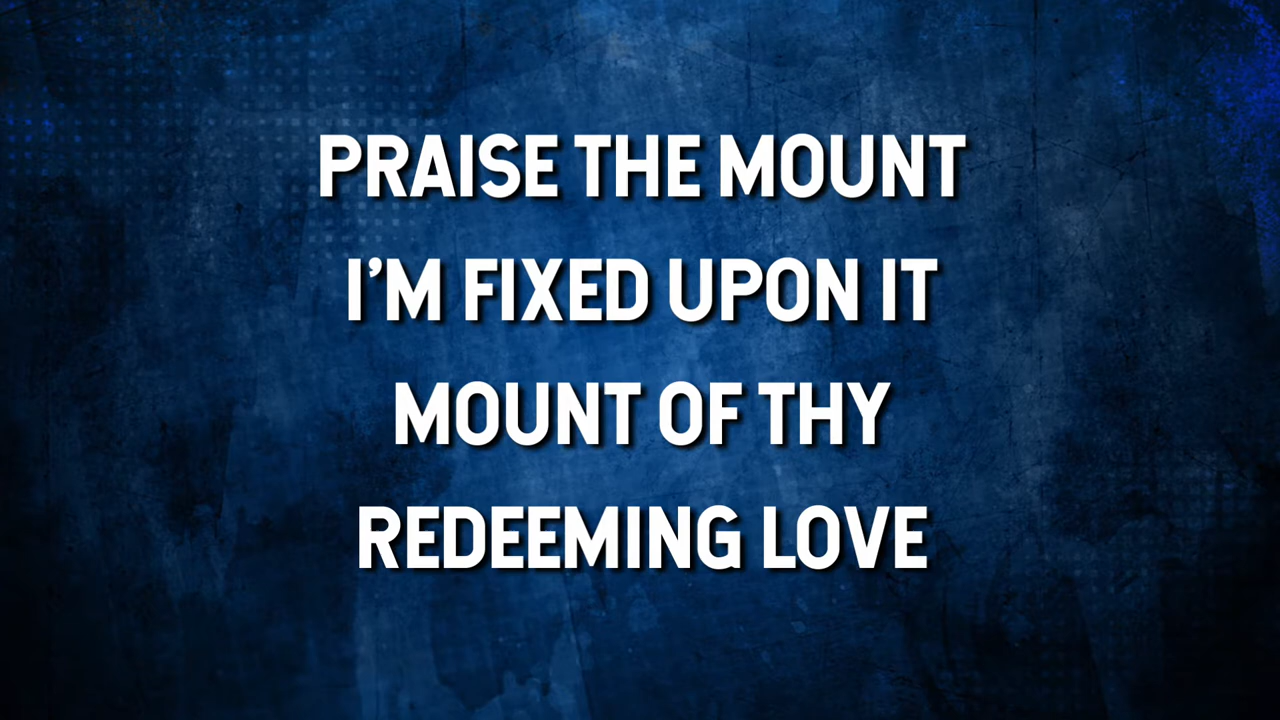 PRAISE THE MOUNT
I’M FIXED UPON IT
MOUNT OF THY
REDEEMING LOVE